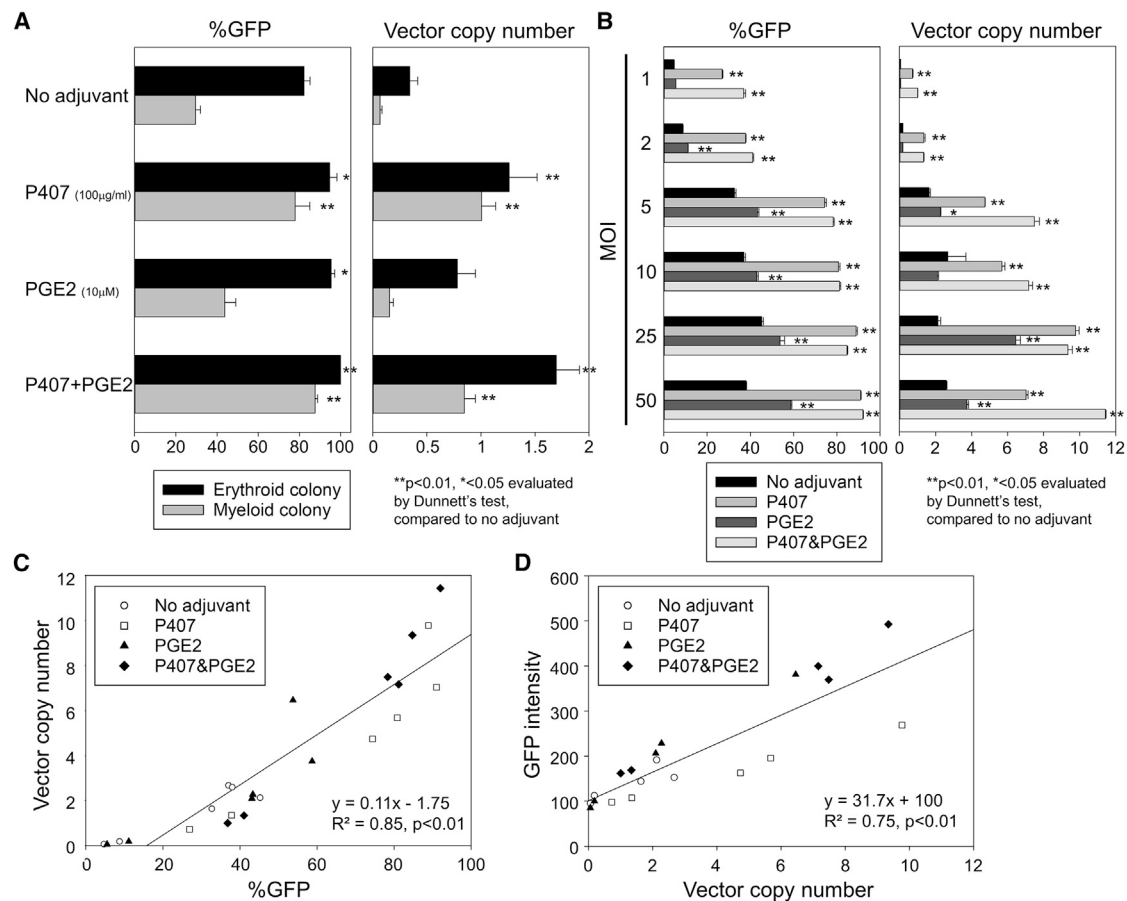 A
%GFP
Vector copy number
No adjuvant
P407 (100μg/ml)
* **
** **
PGE2 (10μM)
*
P407+PGE2
** **
** **
0 20 40 60 80 100
0 1 1 2 2
Erythroid colony
Myeloid colony
**p<0.01, *<0.05 evaluated
by Dunnett's test,
compared to no adjuvant
B
%GFP
Vector copy number
MOI
1
** **
** **
2
** **
**
** **
5
** **
** *
** **
10
** **
**
** **
25
** **
** **
** **
50
** **
** **
** **
0 20 40 60 80 100
0 2 4 6 8 10 12
No adjuvant
P407
PGE2
P407&PGE2
**p<0.01, *<0.05 evaluated
by Dunnett's test,
compared to no adjuvant
C
Vector copy number
12
10
8
6
4
2
0
No adjuvant
P407
PGE2
P407&PGE2
y = 0.11x - 1.75
R² = 0.85, p<0.01
0 20 40 60 80 100
%GFP
D
GFP intensity
600
500
400
300
200
100
0
No adjuvant
P407
PGE2
P407&PGE2
y = 31.7x + 100
R² = 0.75, p<0.01
0 2 4 6 8 10 12
Vector copy number